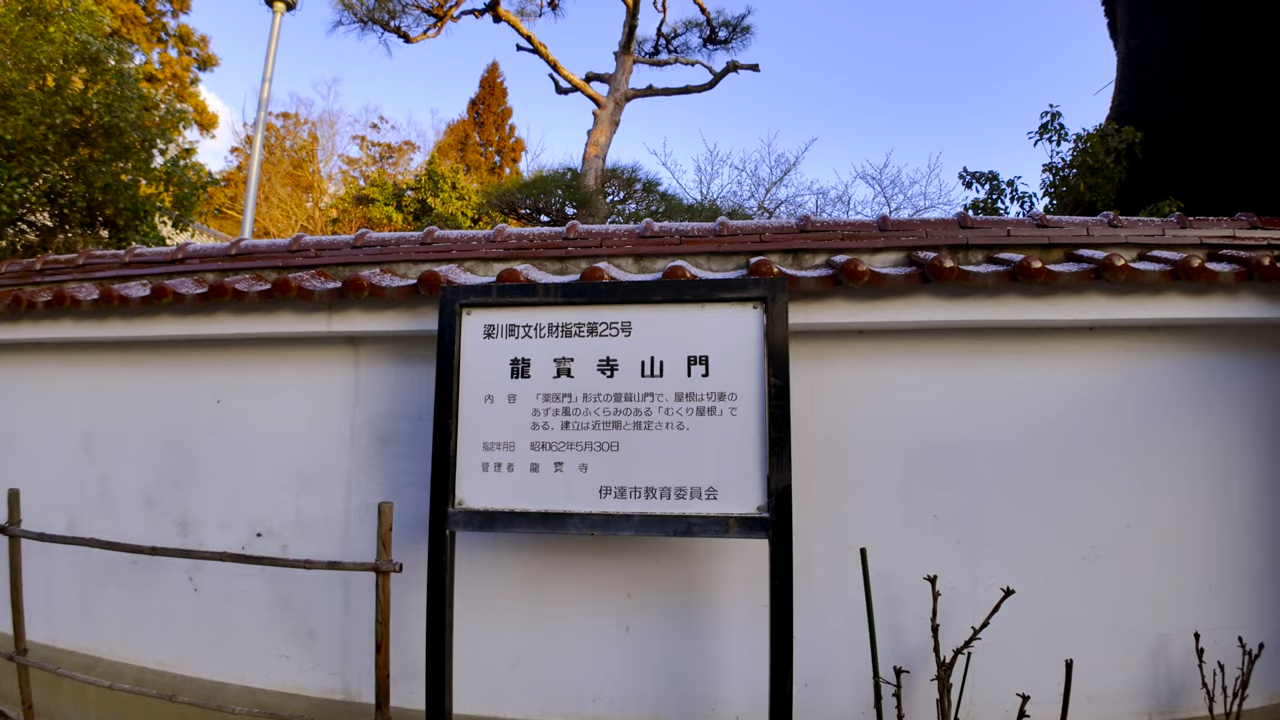 梁川町文化財指定第25号
龍寳寺山門
内容 「薬医門」形式の萱葺山門で、屋根は切妻の
あずま風のふくらみのある「むくり屋根」で
ある。建立は近世期と推定される。
指定年月日 昭和62年5月30日
管理者 龍寳寺
伊達市教育委員会